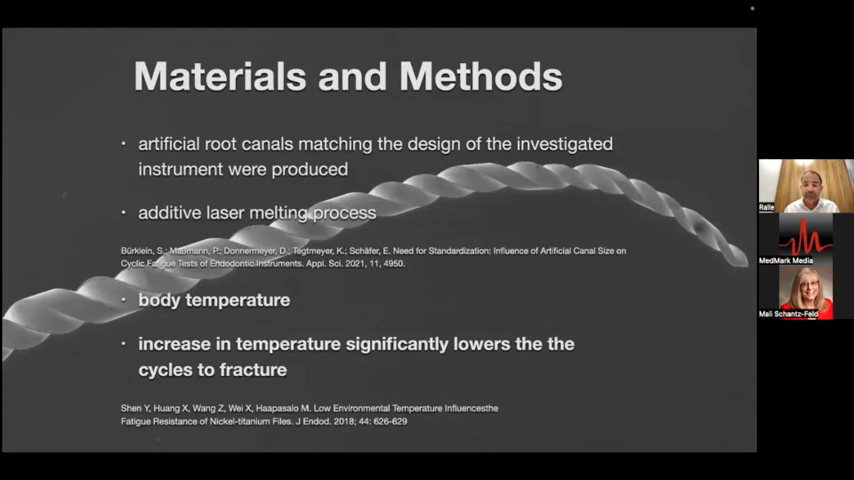 Materials and Methods
• artificial root canals matching the design of the investigated
instrument were produced
• additive laser melting process
Bürklein, S.; Maßmann, P.; Donnermeyer, D.; Tegtmeyer, K.; Schäfer, E. Need for Standardization: Influence of Artificial Canal Size on
Cyclic Fatigue Tests of Endodontic Instruments. Appl. Sci. 2021, 11, 4950.
• body temperature
• increase in temperature significantly lowers the the
cycles to fracture
Shen Y, Huang X, Wang Z, Wei X, Haapasalo M. Low Environmental Temperature Influencesthe
Fatigue Resistance of Nickel-titanium Files. J Endod. 2018; 44: 626-629
Ralle
MedMark Media
Mali Schantz-Feld